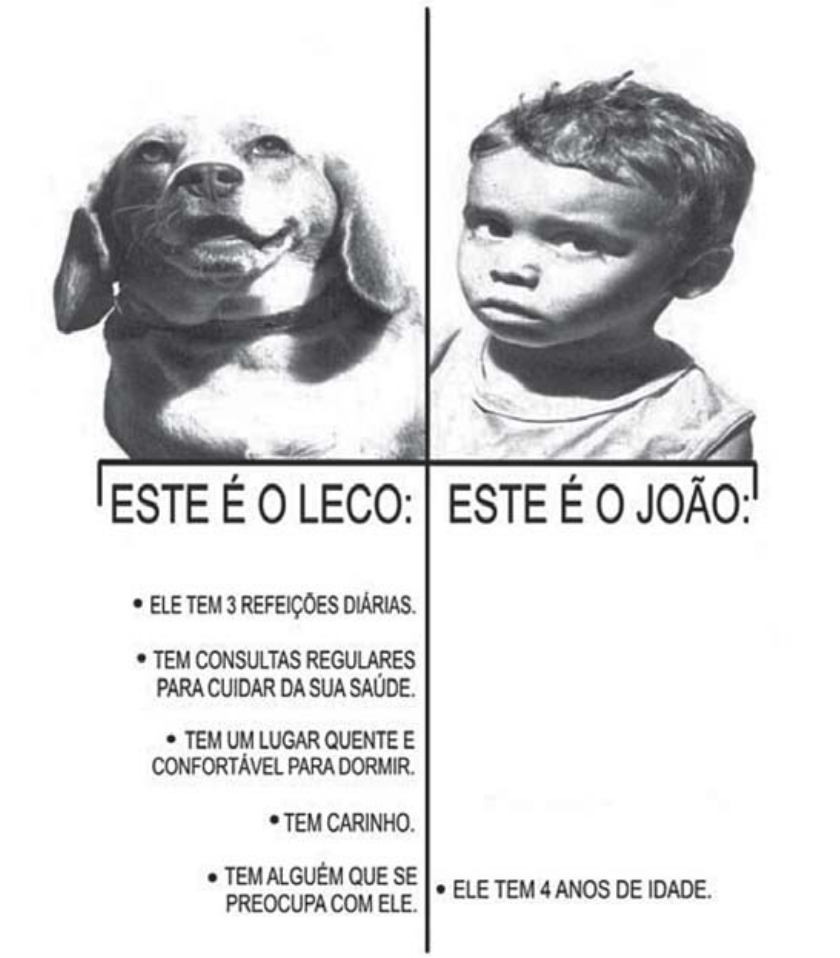 ESTE É O LECO:
• ELE TEM 3 REFEIÇÕES DIÁRIAS.
• TEM CONSULTAS REGULARES
PARA CUIDAR DA SUA SAÚDE.
• TEM UM LUGAR QUENTE E
CONFORTÁVEL PARA DORMIR.
• TEM CARINHO.
• TEM ALGUÉM QUE SE
PREOCUPA COM ELE.
ESTE É O JOÃO:
• ELE TEM 4 ANOS DE IDADE.